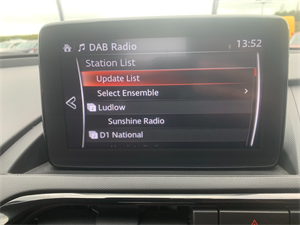 DAB Radio 13:52
Station List
Update List
Select Ensemble
Ludlow
Sunshine Radio
D1 National